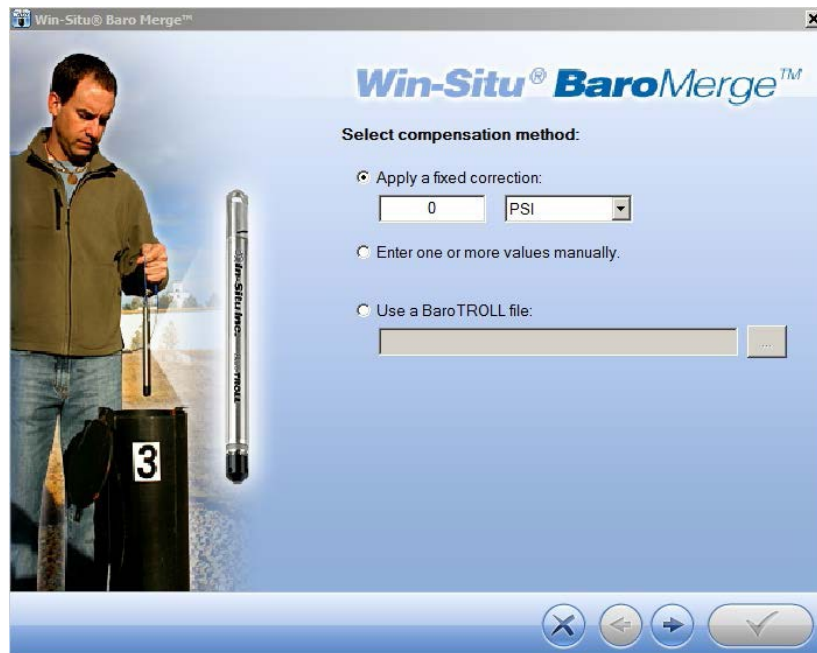 Win-Situ® Baro Merge™
Win-Situ® BaroMerge™
Select compensation method:
Apply a fixed correction:
0 PSI
Enter one or more values manually.
Use a BaroTROLL file:
...
In-Situ Inc.
BaroTROLL
3